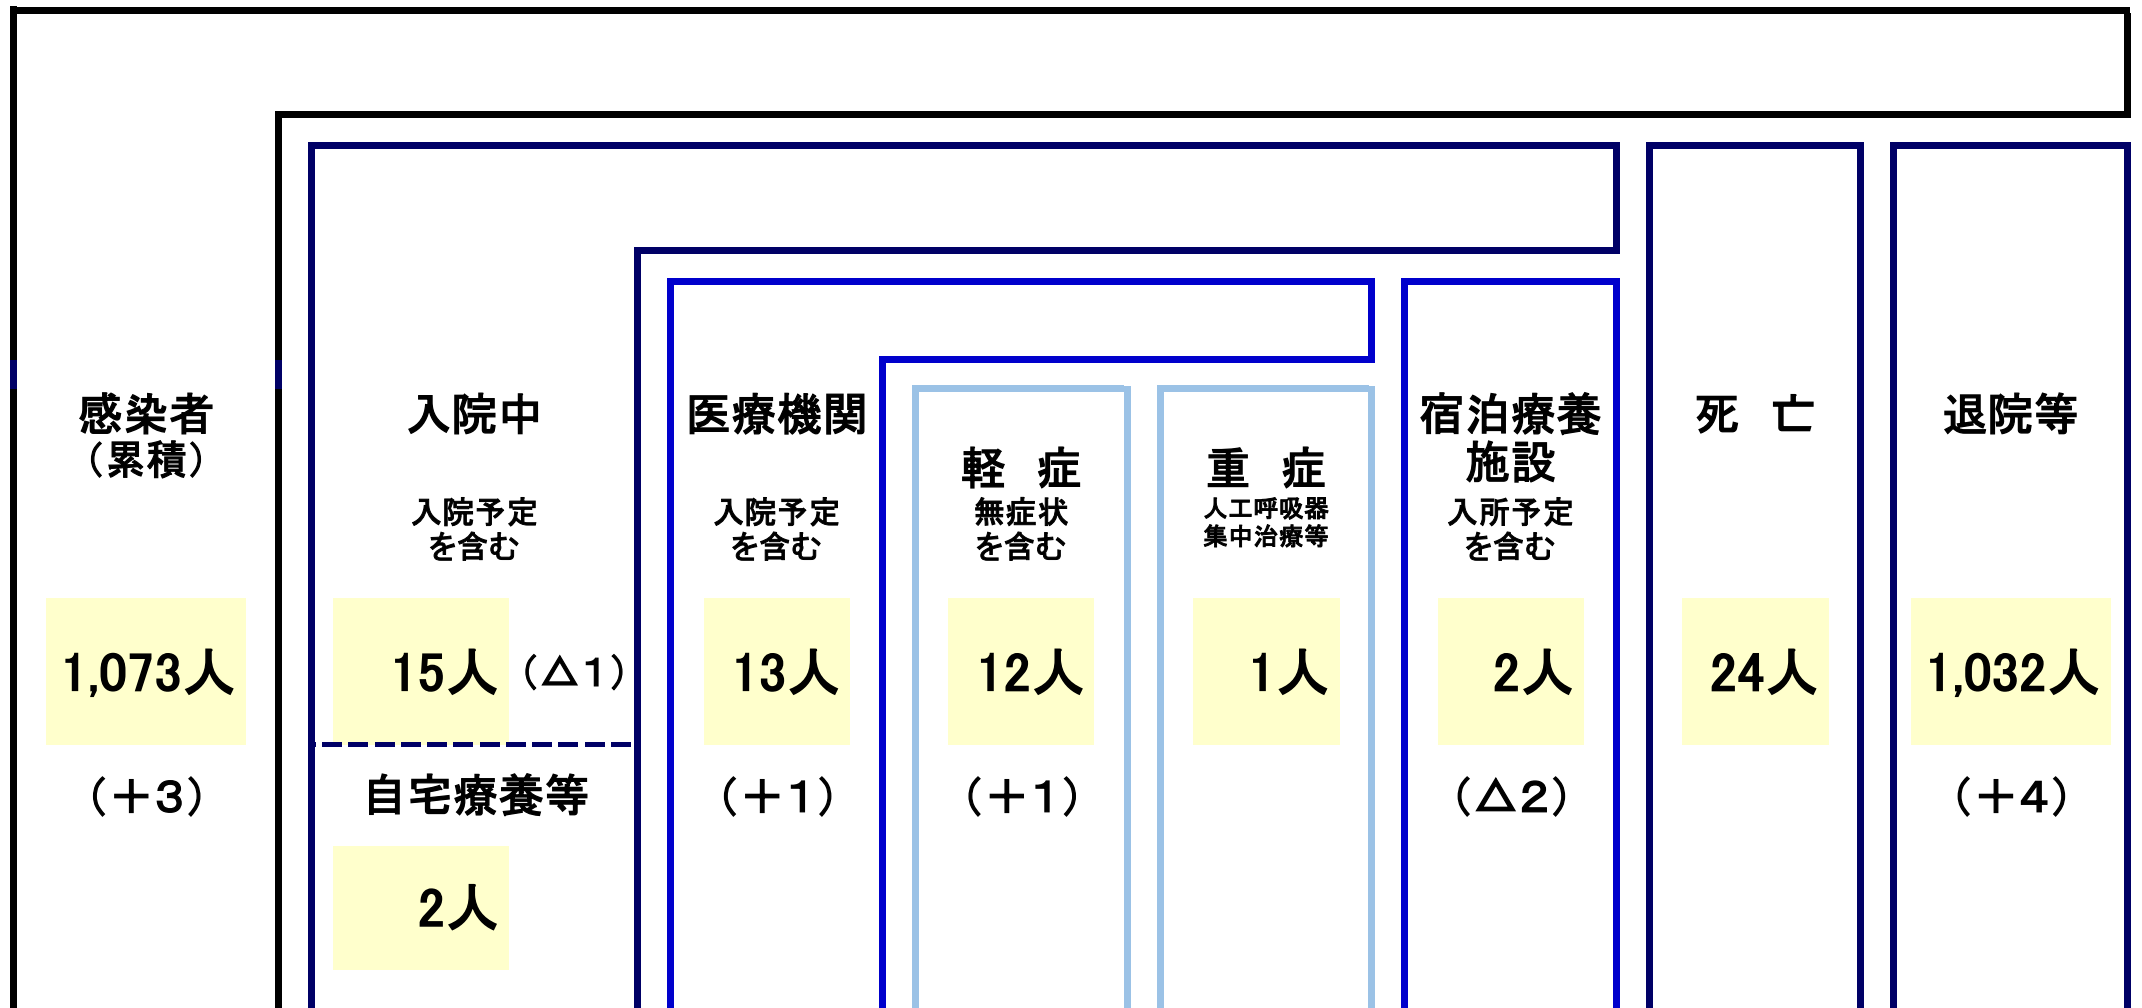 感染者
（累積）
1,073人
（＋3）
入院中
入院予定
を含む
15人（△1）
自宅療養等
2人
医療機関
入院予定
を含む
13人
（＋1）
軽　症
無症状
を含む
12人
（＋1）
重　症
人工呼吸器
集中治療等
1人
宿泊療養
施設
入所予定
を含む
2人
（△2）
死　亡
24人
退院等
1,032人
（＋4）